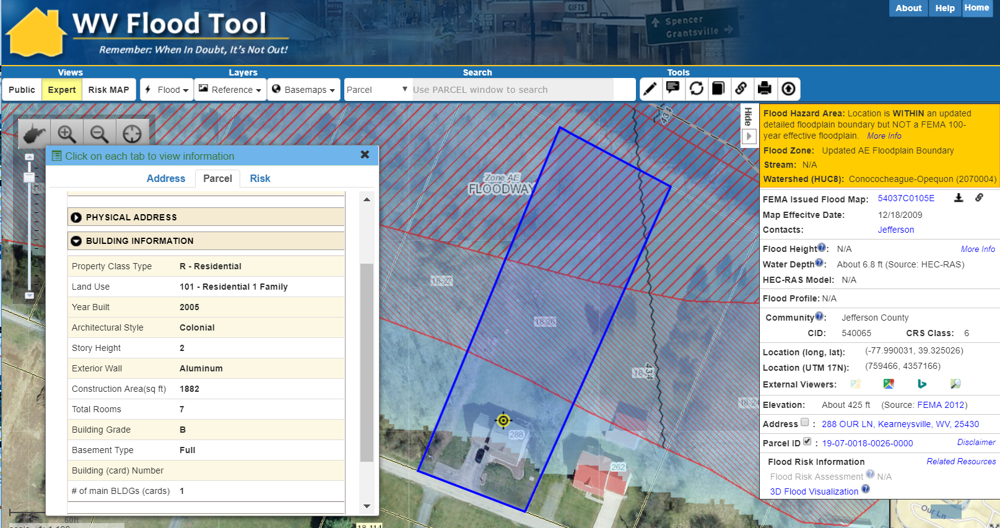 WV Flood Tool
Remember: When In Doubt, It's Not Out!
GIFTS
Spencer
Grantsville
About
Help
Home
Views
Layers
Search
Tools
Public
Expert
Risk MAP
Flood
Reference
Basemaps
Parcel
Use PARCEL window to search
Click on each tab to view information
Address
Parcel
Risk
PHYSICAL ADDRESS
BUILDING INFORMATION
Property Class Type R - Residential
Land Use 101 - Residential 1 Family
Year Built 2005
Architectural Style Colonial
Story Height 2
Exterior Wall Aluminum
Construction Area(sq ft) 1882
Total Rooms 7
Building Grade B
Basement Type Full
Building (card) Number
# of main BLDGs (cards) 1
60ft
Zone AE
FLOODWAY
434
18-27
18-26
434
18-24
288
262
18-114
Our Ln
Hide
Flood Hazard Area: Location is WITHIN an updated
detailed floodplain boundary but NOT a FEMA 100-
year effective floodplain. More Info
Flood Zone: Updated AE Floodplain Boundary
Stream: N/A
Watershed (HUC8): Conococheague-Opequon (2070004)
FEMA Issued Flood Map: 54037C0105E
Map Effecitve Date: 12/18/2009
Contacts: Jefferson
Flood Height: N/A More Info
Water Depth: About 6.8 ft (Source: HEC-RAS)
HEC-RAS Model: N/A
Flood Profile: N/A
Community: Jefferson County
CID: 540065 CRS Class: 6
Location (long, lat): (-77.990031, 39.325026)
Location (UTM 17N): (759466, 4357166)
External Viewers:
Elevation: About 425 ft (Source: FEMA 2012)
Address : 288 OUR LN, Kearneysville, WV, 25430
Parcel ID : 19-07-0018-0026-0000 Disclaimer
Flood Risk Information Related Resources
Flood Risk Assessment N/A
3D Flood Visualization